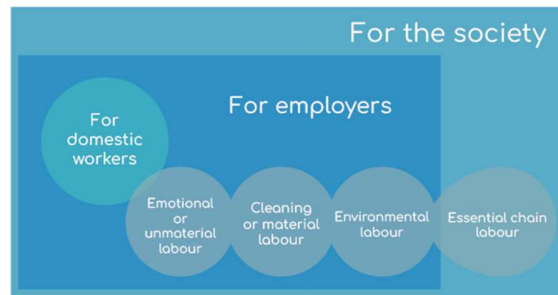 For the society
For employers
For
domestic
workers
Emotional
or
unmaterial
labour
Cleaning
or material
labour
Environmental
labour
Essential chain
labour